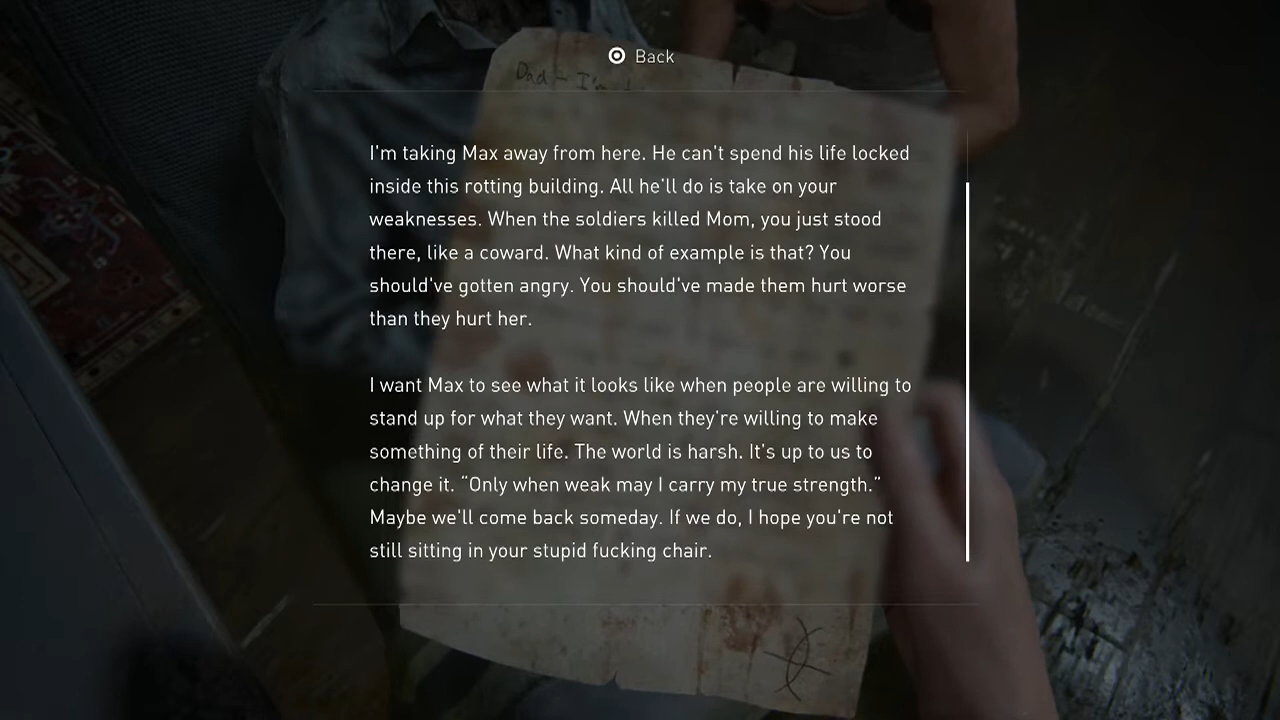 Back
Dad - I'm
I'm taking Max away from here. He can't spend his life locked
inside this rotting building. All he'll do is take on your
weaknesses. When the soldiers killed Mom, you just stood
there, like a coward. What kind of example is that? You
should've gotten angry. You should've made them hurt worse
than they hurt her.
I want Max to see what it looks like when people are willing to
stand up for what they want. When they're willing to make
something of their life. The world is harsh. It's up to us to
change it. “Only when weak may I carry my true strength.”
Maybe we'll come back someday. If we do, I hope you're not
still sitting in your stupid fucking chair.